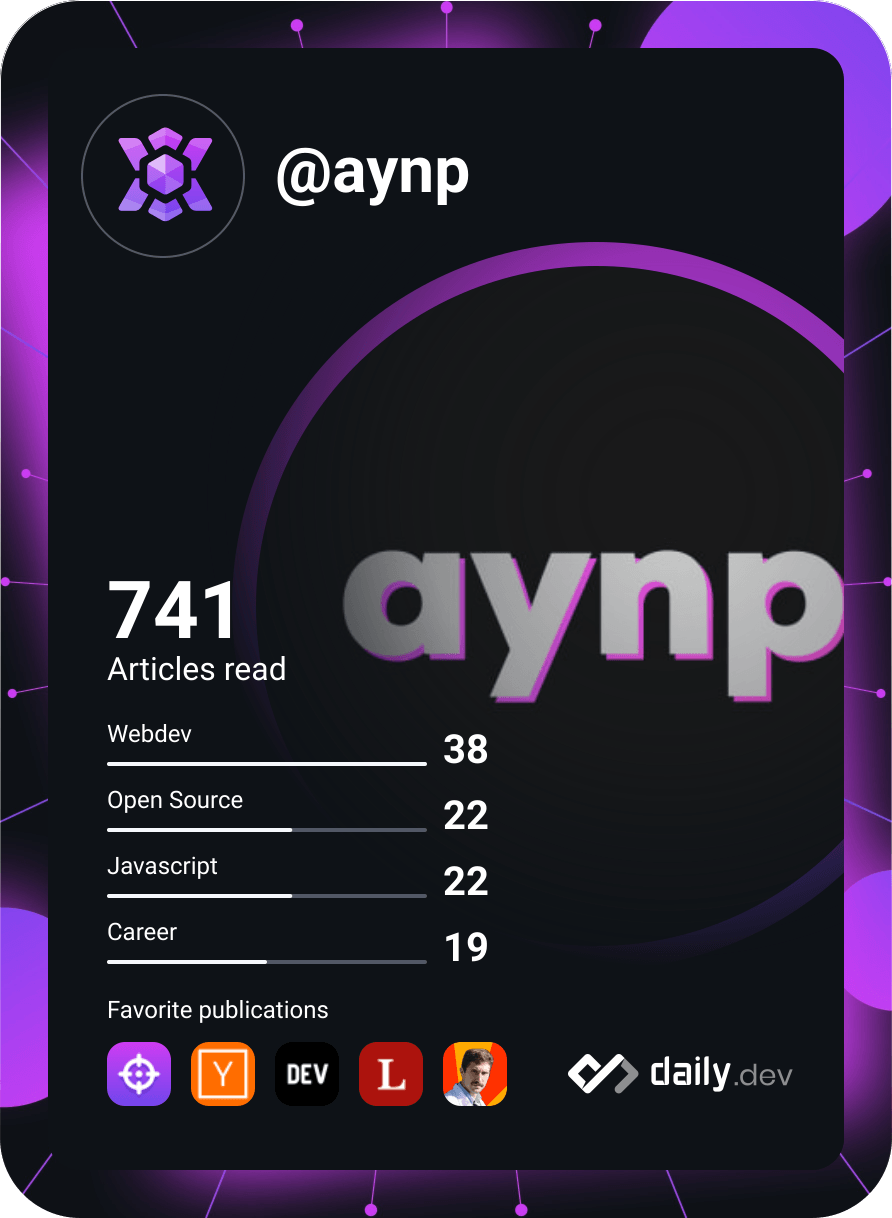 @aynp
aynp
741
Articles read
Webdev
38
Open Source
22
Javascript
22
Career
19
Favorite publications
Y
DEV
L
daily.dev